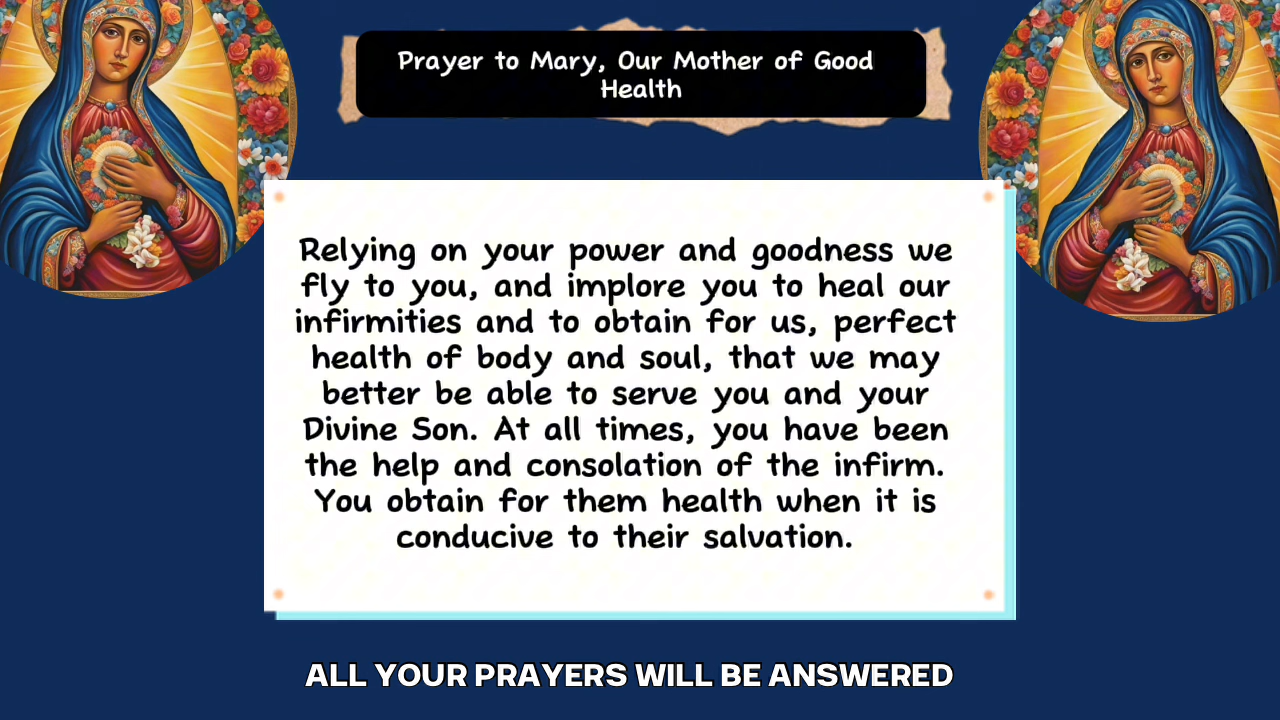 Prayer to Mary, Our Mother of Good
Health
Relying on your power and goodness we
fly to you, and implore you to heal our
infirmities and to obtain for us, perfect
health of body and soul, that we may
better be able to serve you and your
Divine Son. At all times, you have been
the help and consolation of the infirm.
You obtain for them health when it is
conducive to their salvation.
ALL YOUR PRAYERS WILL BE ANSWERED